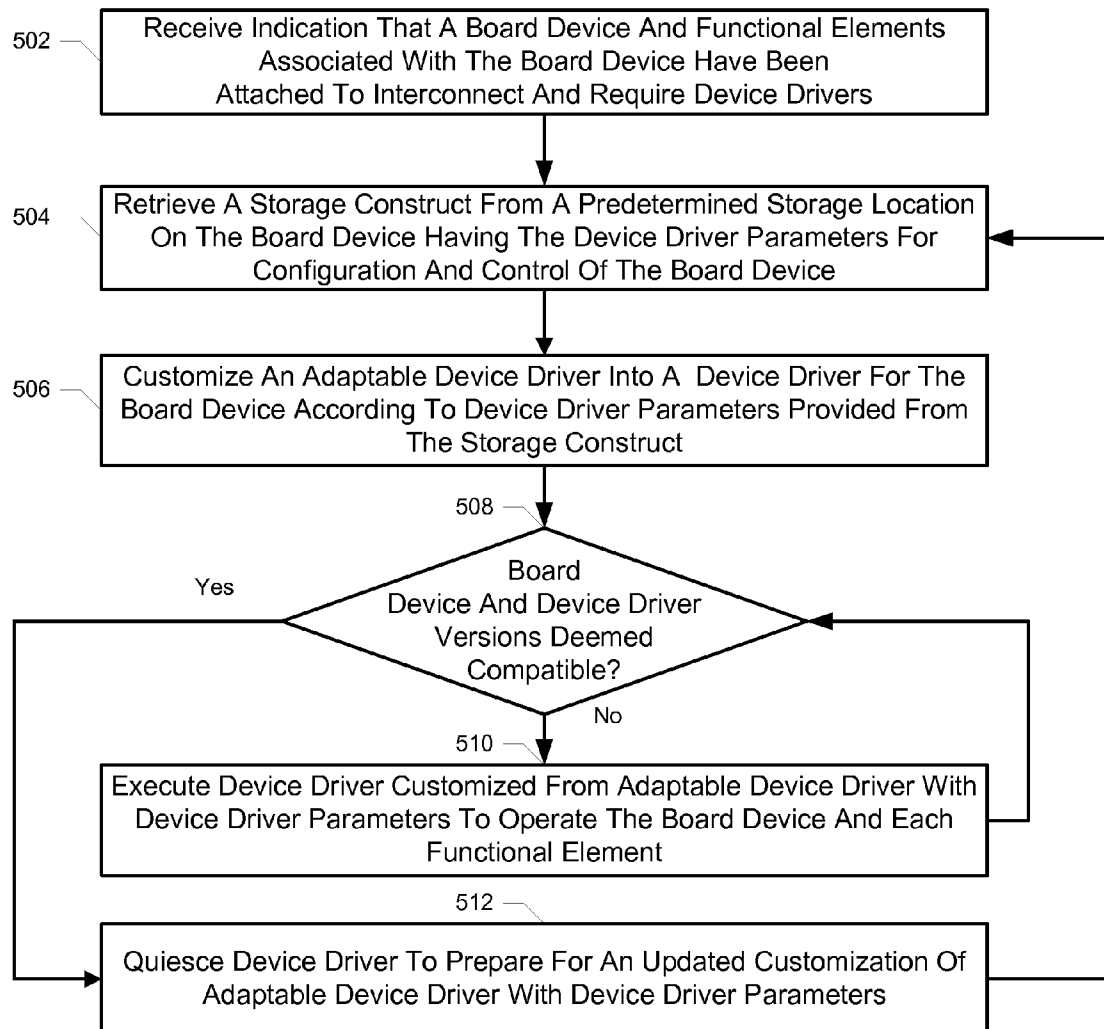 502
Receive Indication That A Board Device And Functional Elements
Associated With The Board Device Have Been
Attached To Interconnect And Require Device Drivers
504
Retrieve A Storage Construct From A Predetermined Storage Location
On The Board Device Having The Device Driver Parameters For
Configuration And Control Of The Board Device
506
Customize An Adaptable Device Driver Into A Device Driver For The
Board Device According To Device Driver Parameters Provided From
The Storage Construct
508
Yes
Board
Device And Device Driver
Versions Deemed
Compatible?
No
510
Execute Device Driver Customized From Adaptable Device Driver With
Device Driver Parameters To Operate The Board Device And Each
Functional Element
512
Quiesce Device Driver To Prepare For An Updated Customization Of
Adaptable Device Driver With Device Driver Parameters